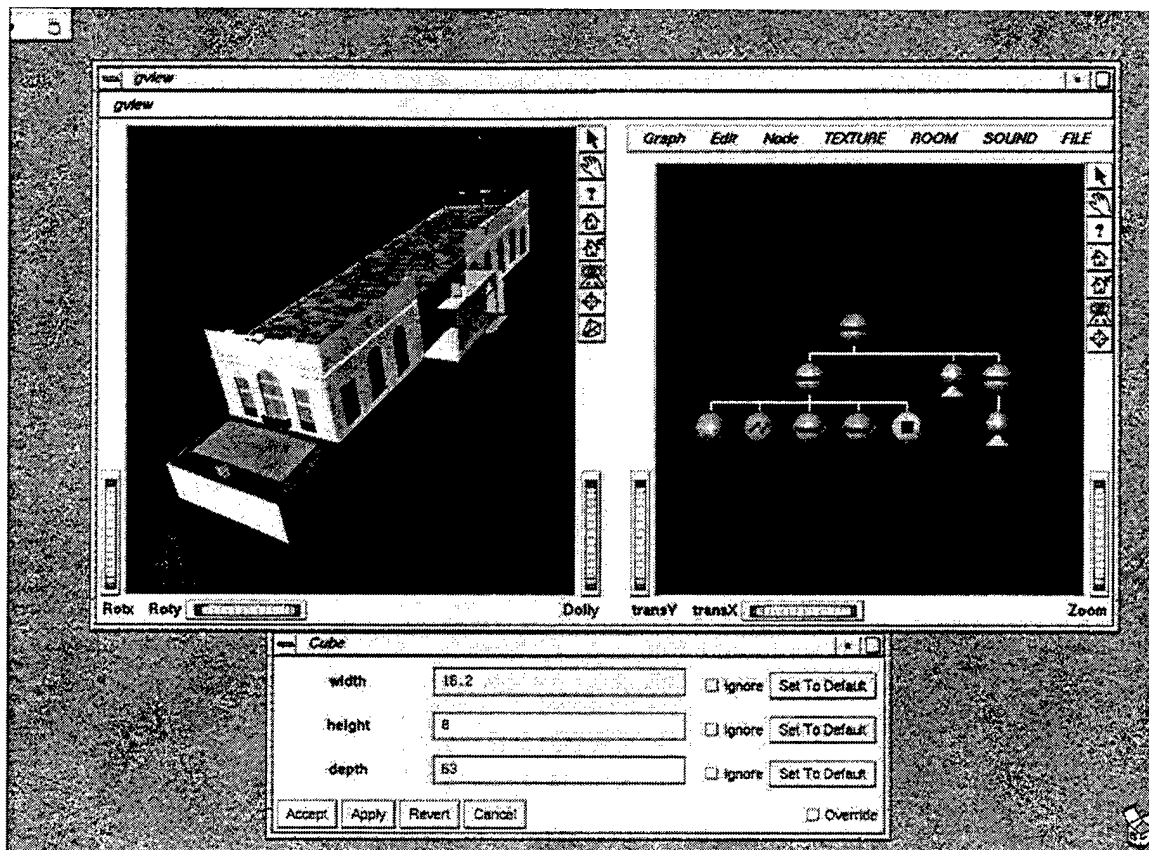 5
gview
gview
Graph Edit Node TEXTURE ROOM SOUND FILE
?
?
Rotx Roty Dolly transY transX Zoom
Cube
width 16.2 Ignore Set To Default
height 8 Ignore Set To Default
depth 63 Ignore Set To Default
Accept Apply Revert Cancel Override